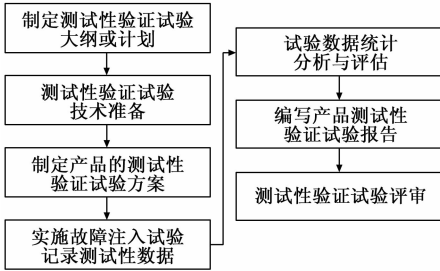 制定测试性验证试验
大纲或计划
测试性验证试验
技术准备
制定产品的测试性
验证试验方案
实施故障注入试验
记录测试性数据
试验数据统计
分析与评估
编写产品测试性
验证试验报告
测试性验证试验评审